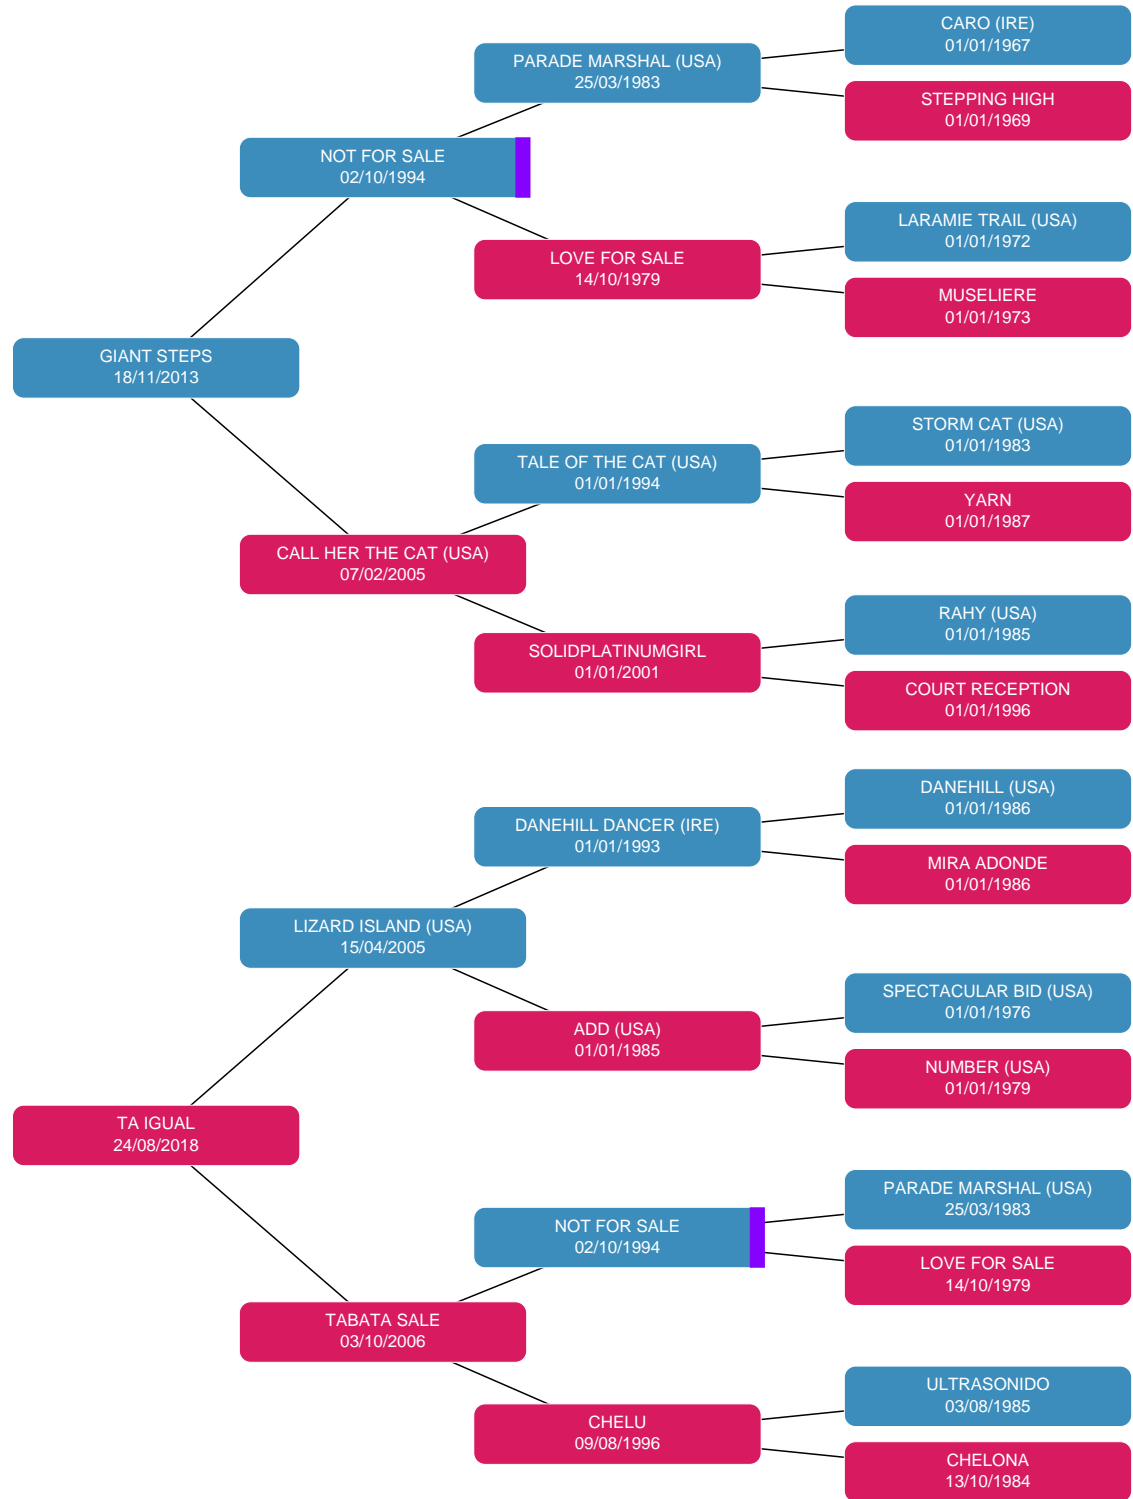 CARO (IRE)
01/01/1967
PARADE MARSHAL (USA)
25/03/1983
STEPPING HIGH
01/01/1969
NOT FOR SALE
02/10/1994
LARAMIE TRAIL (USA)
01/01/1972
LOVE FOR SALE
14/10/1979
MUSELIERE
01/01/1973
GIANT STEPS
18/11/2013
STORM CAT (USA)
01/01/1983
TALE OF THE CAT (USA)
01/01/1994
YARN
01/01/1987
CALL HER THE CAT (USA)
07/02/2005
RAHY (USA)
01/01/1985
SOLIDPLATINUMGIRL
01/01/2001
COURT RECEPTION
01/01/1996
DANEHILL (USA)
01/01/1986
DANEHILL DANCER (IRE)
01/01/1993
MIRA ADONDE
01/01/1986
LIZARD ISLAND (USA)
15/04/2005
SPECTACULAR BID (USA)
01/01/1976
ADD (USA)
01/01/1985
NUMBER (USA)
01/01/1979
TA IGUAL
24/08/2018
PARADE MARSHAL (USA)
25/03/1983
NOT FOR SALE
02/10/1994
LOVE FOR SALE
14/10/1979
TABATA SALE
03/10/2006
ULTRASONIDO
03/08/1985
CHELU
09/08/1996
CHELONA
13/10/1984